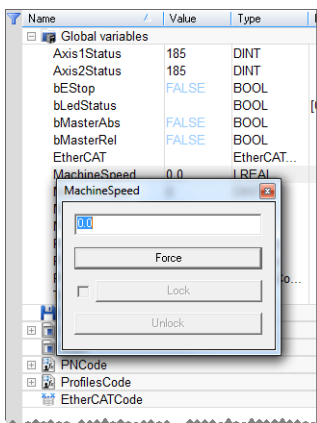 Name / Value Type
Global variables
Axis1Status 185 DINT
Axis2Status 185 DINT
bEStop FALSE BOOL
bLedStatus BOOL
bMasterAbs FALSE BOOL
bMasterRel FALSE BOOL
EtherCAT EtherCAT...
MachineSpeed 0.0 LREAL
MachineSpeed
0.0
Force
Lock
Unlock
PNCode
ProfilesCode
EtherCATCode